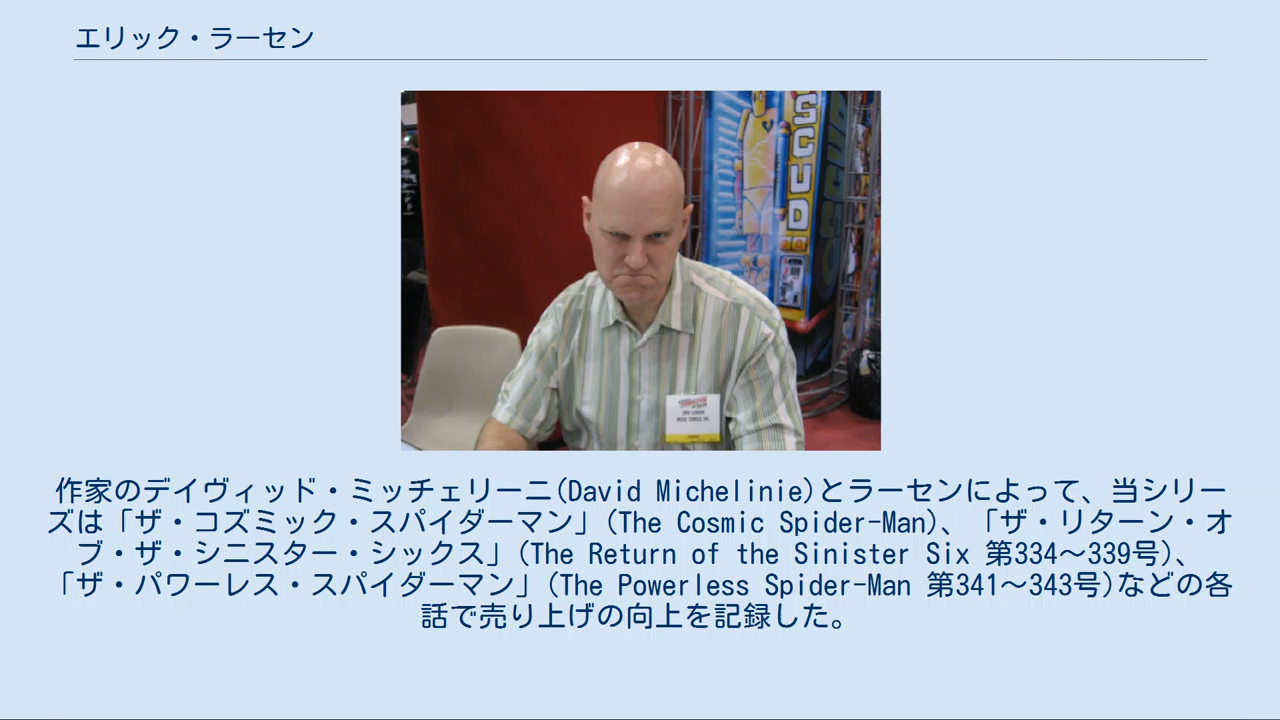 エリック・ラーセン
SCUD
作家のデイヴィッド・ミッチェリーニ(David Michelinie)とラーセンによって、当シリー
ズは「ザ・コズミック・スパイダーマン」(The Cosmic Spider-Man)、「ザ・リターン・オ
ブ・ザ・シニスター・シックス」(The Return of the Sinister Six 第334～339号)、
「ザ・パワーレス・スパイダーマン」(The Powerless Spider-Man 第341～343号)などの各
話で売り上げの向上を記録した。